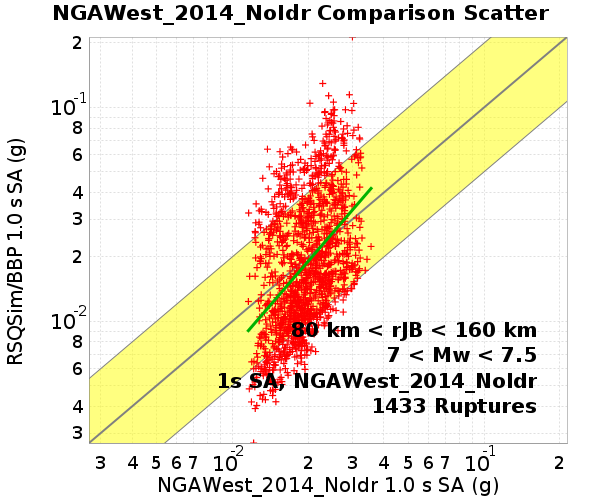 NGAWest_2014_NoIdr Comparison Scatter
RSQSim/BBP 1.0 s SA (g)
2
10-1
8
6
4
3
2
10-2
8
6
4
3
80 km < rJB < 160 km
7 < Mw < 7.5
1s SA, NGAWest_2014_NoIdr
1433 Ruptures
3 4 5 6 7 10-2 2 3 4 5 6 7 10-1 2
NGAWest_2014_NoIdr 1.0 s SA (g)